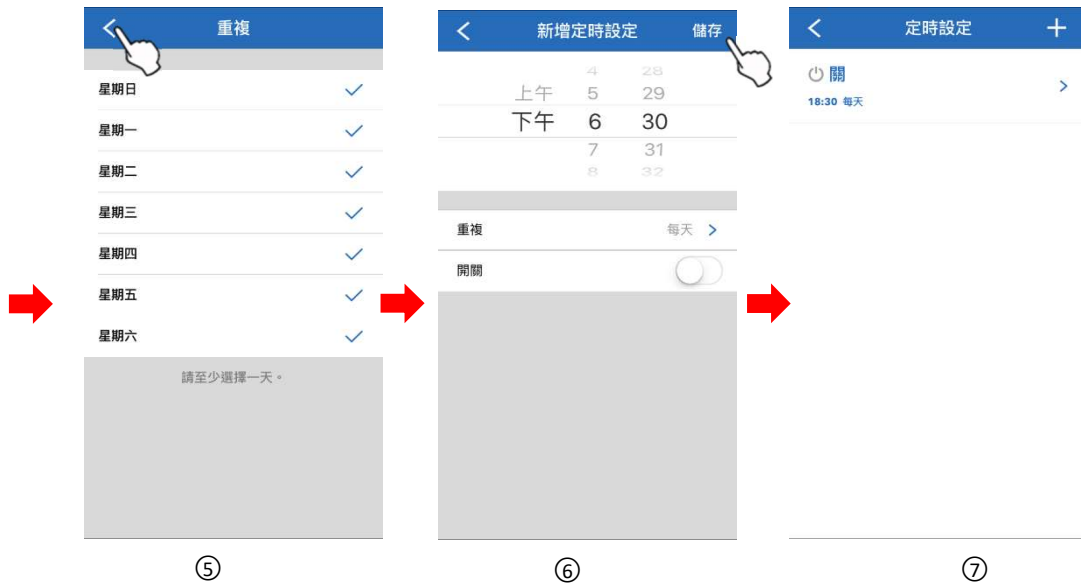 重複
星期日
星期一
星期二
星期三
星期四
星期五
星期六
請至少選擇一天。
⑤
新增定時設定 儲存
4 28
上午 5 29
下午 6 30
7 31
8 32
重複 每天
開關
⑥
定時設定
關
18:30 每天
⑦